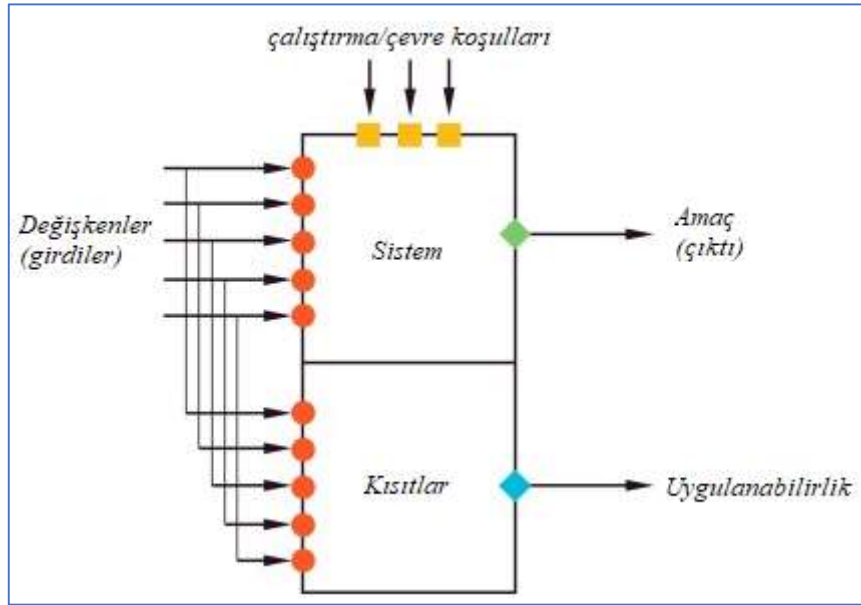 çalıştırma/çevre koşulları
Değişkenler
(girdiler)
Sistem
Amaç
(çıktı)
Kısıtlar
Uygulanabilirlik